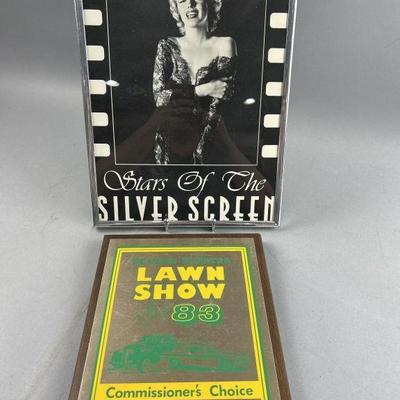 Stars Of The
SILVER SCREEN
LAWN
SHOW
83
Commissioner's Choice